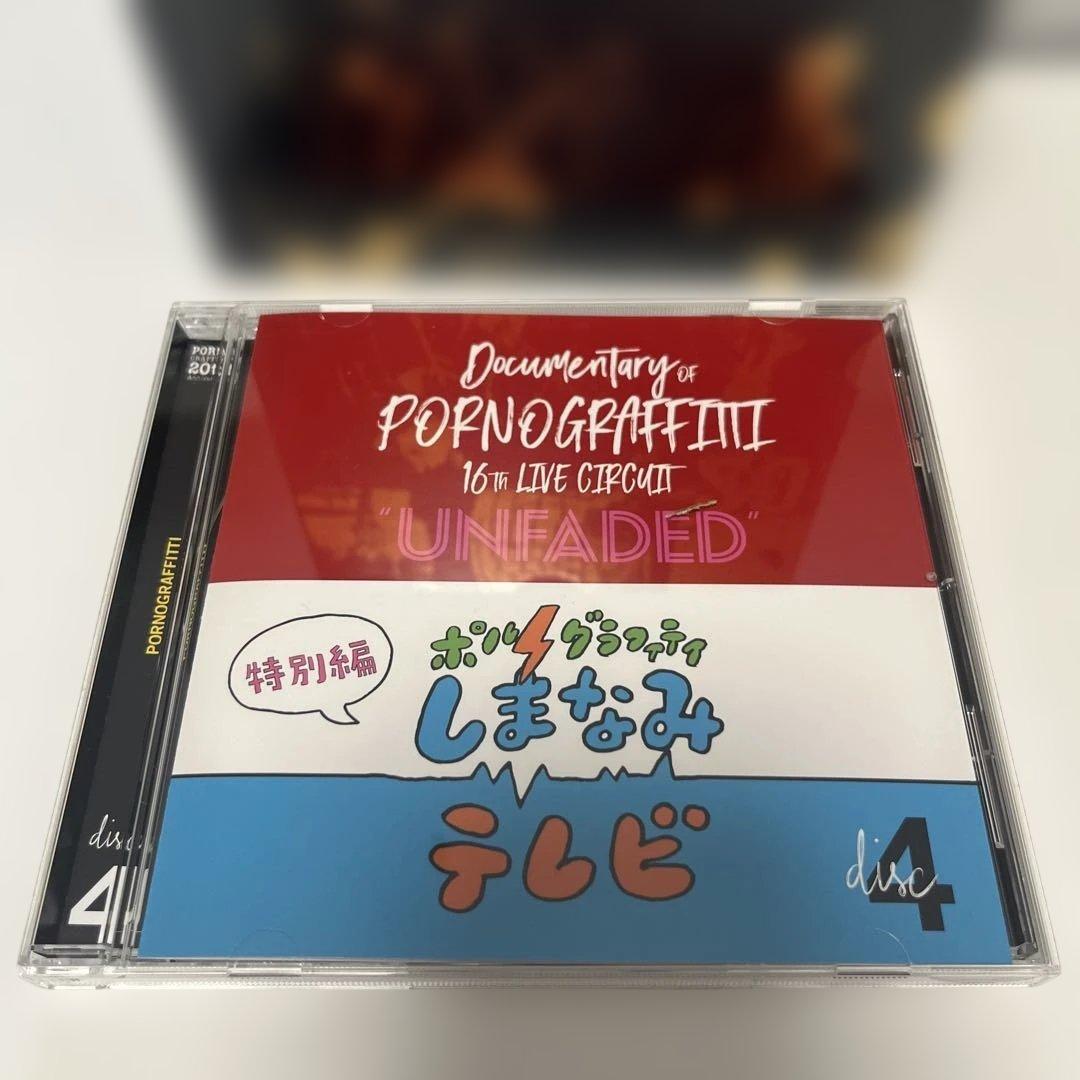 Documentary OF
PORNOGRAFFITTI
16TH LIVE CIRCUIT
"UNFADED"
特別編
ポルノグラフィティ
しまなみ
テレビ
disc
4
PORNOGRAFFITTI
disc
4